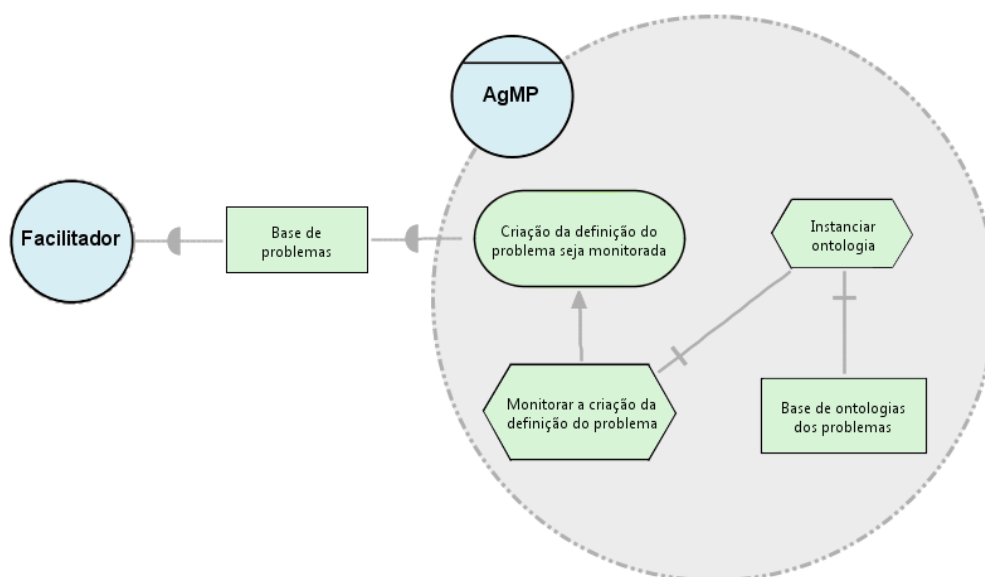 AgMP
Facilitador
Base de
problemas
Criação da definição do
problema seja monitorada
Instanciar
ontologia
Monitorar a criação da
definição do problema
Base de ontologias
dos problemas